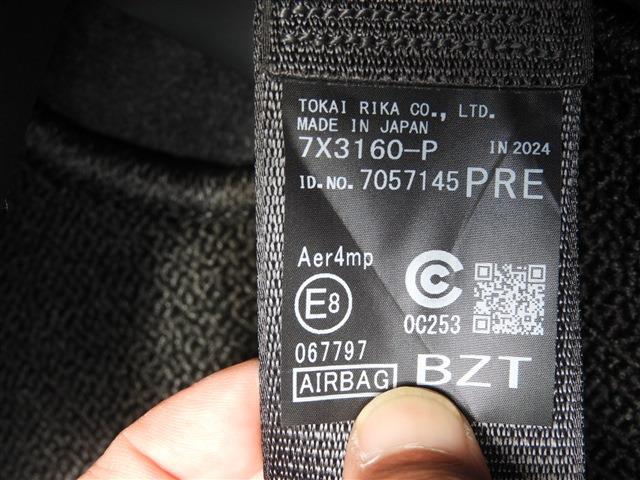 TOKAI RIKA CO., LTD.
MADE IN JAPAN
7X3160-P IN 2024
ID.NO. 7057145 PRE
Aer4mp
E8
0C253
067797
AIRBAG BZT